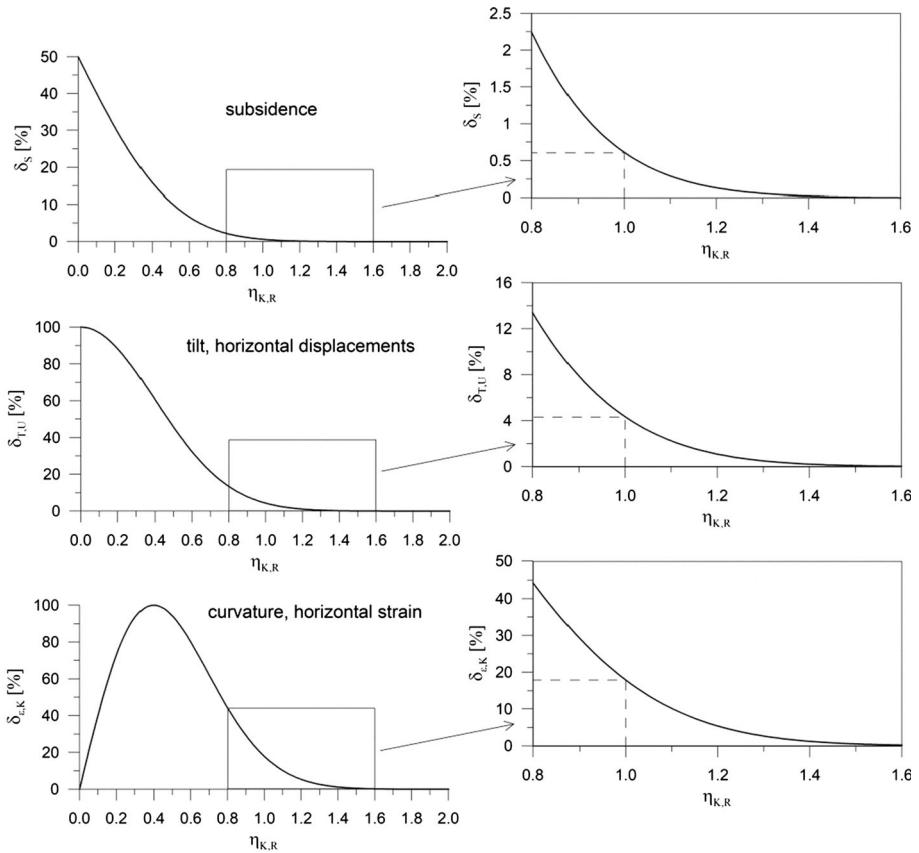 50
40
30
20
10
0
δS [%]
subsidence
0.0 0.2 0.4 0.6 0.8 1.0 1.2 1.4 1.6 1.8 2.0
ηK,R
2.5
2
1.5
1
0.5
0
δS [%]
0.8 1.0 1.2 1.4 1.6
ηK,R
100
80
60
40
20
0
δT,U [%]
tilt, horizontal displacements
0.0 0.2 0.4 0.6 0.8 1.0 1.2 1.4 1.6 1.8 2.0
ηK,R
16
12
8
4
0
δT,U [%]
0.8 1.0 1.2 1.4 1.6
ηK,R
100
80
60
40
20
0
δε,K [%]
curvature, horizontal strain
0.0 0.2 0.4 0.6 0.8 1.0 1.2 1.4 1.6 1.8 2.0
ηK,R
50
40
30
20
10
0
δε,K [%]
0.8 1.0 1.2 1.4 1.6
ηK,R